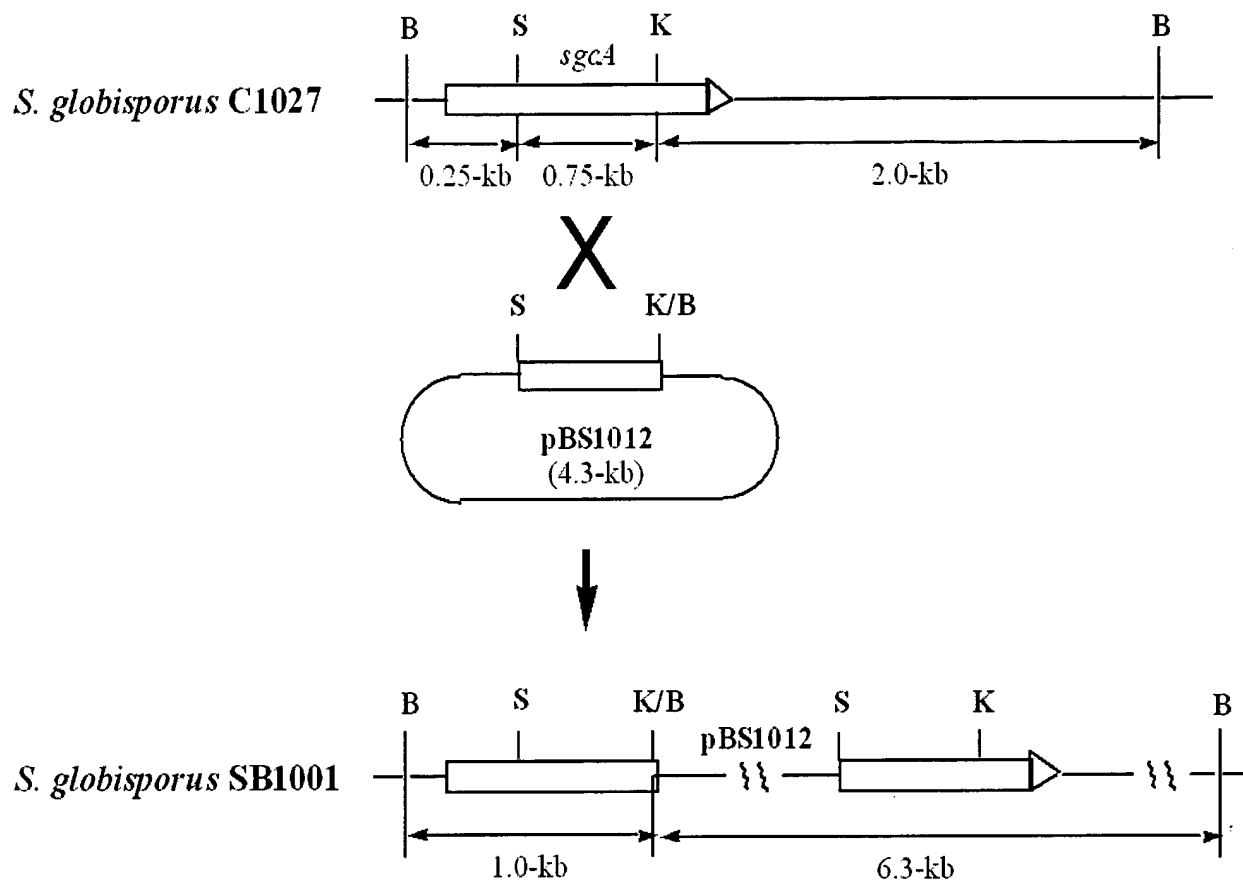 B S K B
sgcA
S. globisporus C1027
0.25-kb 0.75-kb 2.0-kb
X
S K/B
pBS1012
(4.3-kb)
B S K/B S K B
pBS1012
S. globisporus SB1001
1.0-kb 6.3-kb